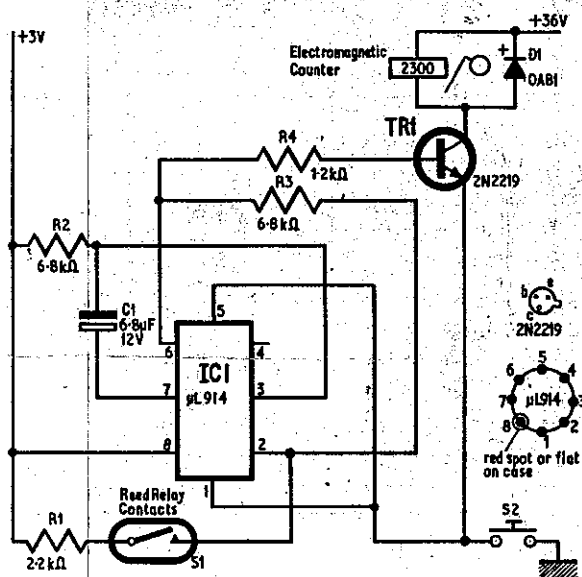 +3V
+36V
Electromagnetic
Counter
2300
+
D1
OA81
TR1
2N2219
R4
1·2kΩ
R3
6·8kΩ
R2
6·8kΩ
C1
6·8µF
12V
5
6
4
IC1
µL914
7
3
8
2
1
b
e
c
2N2219
5
6
4
7
µL914
3
8
2
1
red spot or flat
on case
Reed Relay
Contacts
R1
2·2kΩ
S1
S2